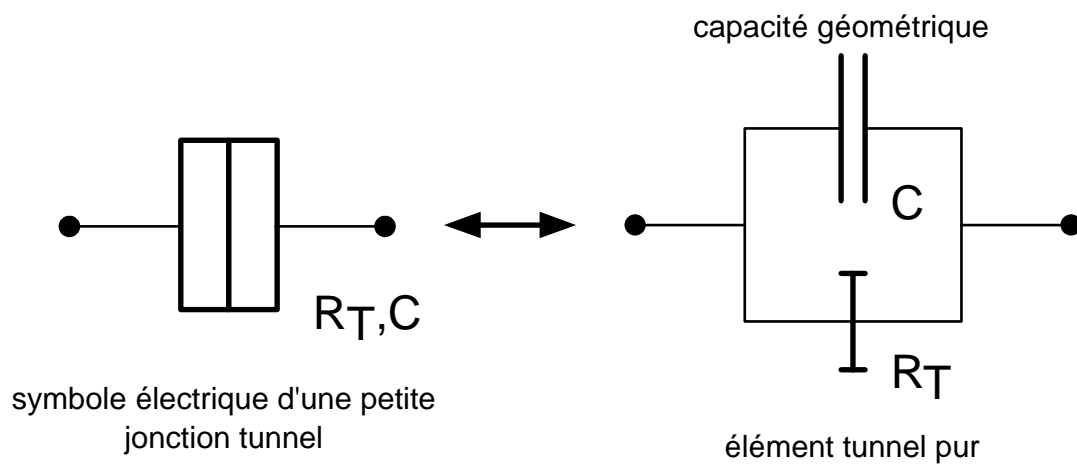 capacité géométrique
C
R_T,C
R_T
symbole électrique d'une petite
jonction tunnel
élément tunnel pur